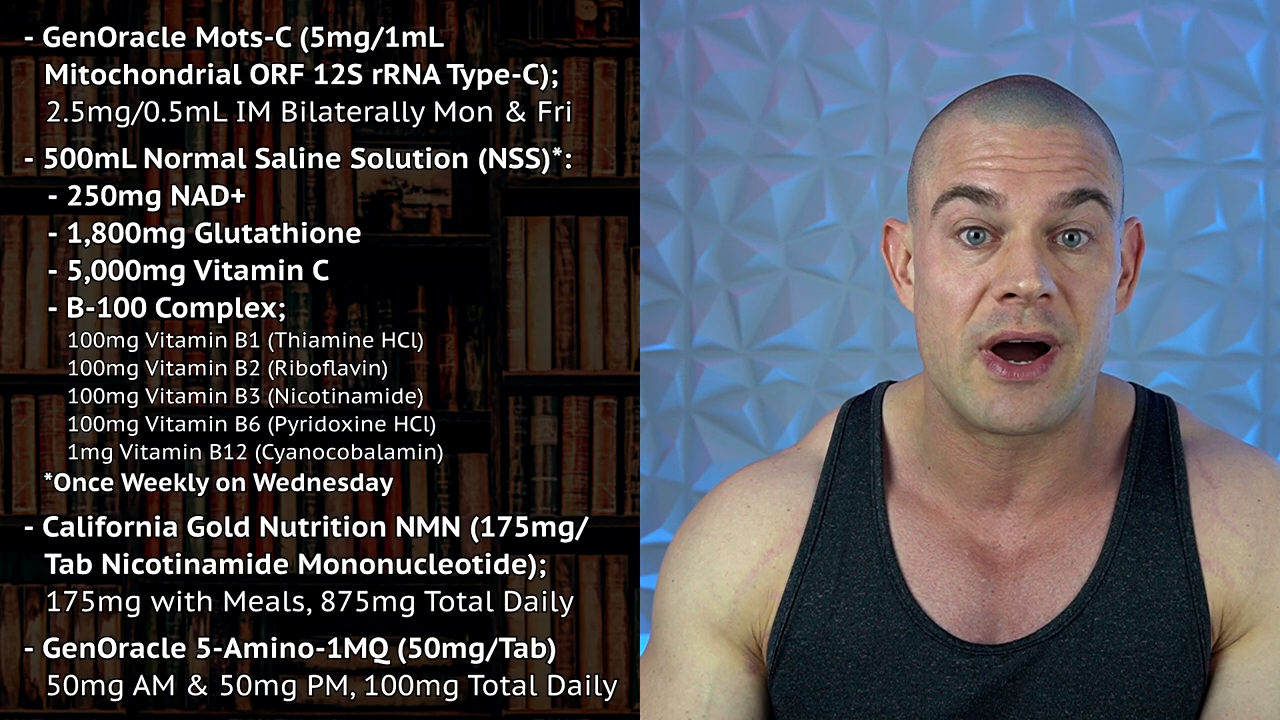 - GenOracle Mots-C (5mg/1mL
Mitochondrial ORF 12S rRNA Type-C);
2.5mg/0.5mL IM Bilaterally Mon & Fri
- 500mL Normal Saline Solution (NSS)*:
- 250mg NAD+
- 1,800mg Glutathione
- 5,000mg Vitamin C
- B-100 Complex;
100mg Vitamin B1 (Thiamine HCl)
100mg Vitamin B2 (Riboflavin)
100mg Vitamin B3 (Nicotinamide)
100mg Vitamin B6 (Pyridoxine HCl)
1mg Vitamin B12 (Cyanocobalamin)
*Once Weekly on Wednesday
- California Gold Nutrition NMN (175mg/
Tab Nicotinamide Mononucleotide);
175mg with Meals, 875mg Total Daily
- GenOracle 5-Amino-1MQ (50mg/Tab)
50mg AM & 50mg PM, 100mg Total Daily